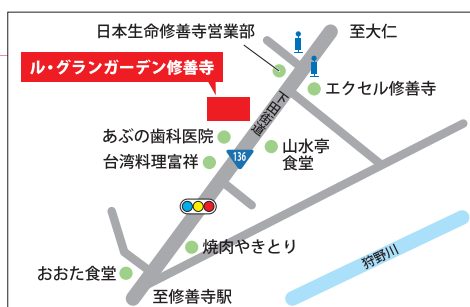 日本生命修善寺営業部
至大仁
ル・グランガーデン修善寺
エクセル修善寺
下田街道
あぶの歯科医院
山水亭
食堂
台湾料理富祥
136
焼肉やきとり
狩野川
おおた食堂
至修善寺駅